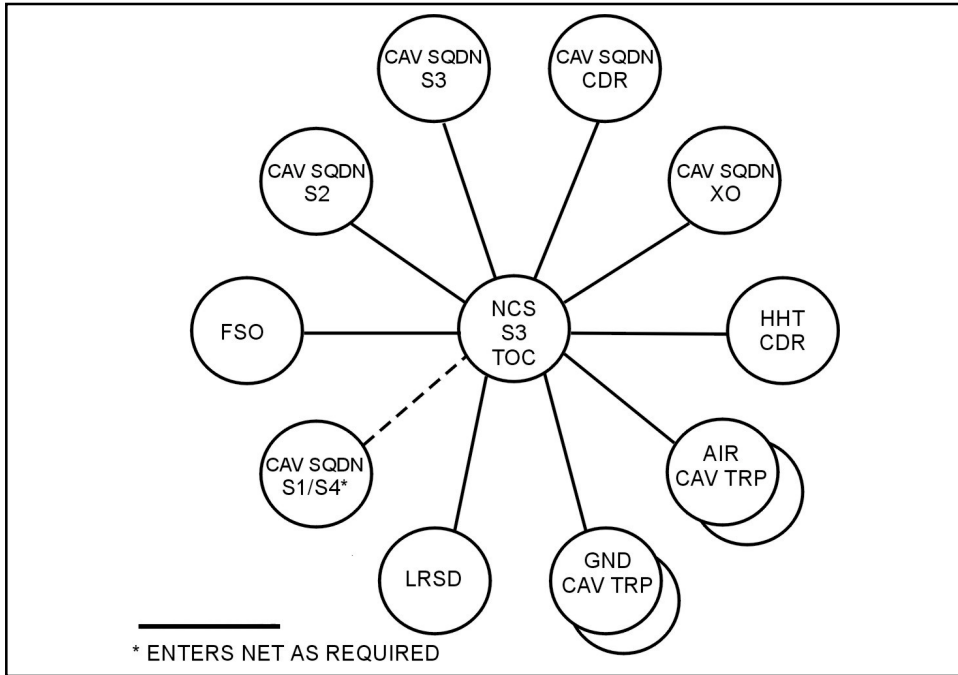 CAV SQDN
S3
CAV SQDN
CDR
CAV SQDN
S2
CAV SQDN
XO
NCS
S3
TOC
FSO
HHT
CDR
CAV SQDN
S1/S4*
AIR
CAV TRP
LRSD
GND
CAV TRP
* ENTERS NET AS REQUIRED